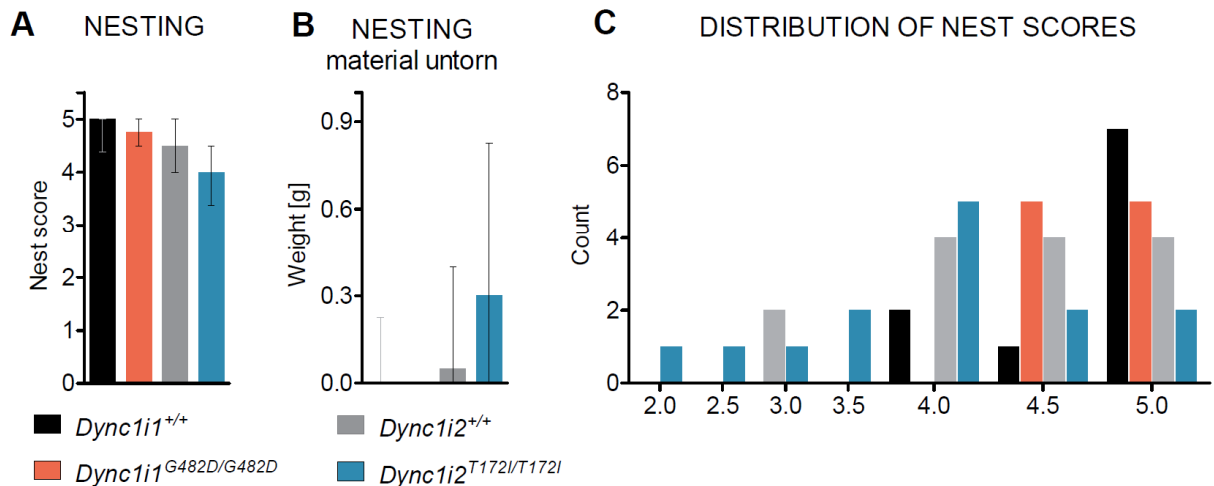 A NESTING
B NESTING
material untorn
C DISTRIBUTION OF NEST SCORES
Nest score
5
4
3
2
1
0
Weight [g]
0.9
0.6
0.3
0.0
Count
8
6
4
2
0
2.0 2.5 3.0 3.5 4.0 4.5 5.0
Dync1i1+/+
Dync1i1G482D/G482D
Dync1i2+/+
Dync1i2T172I/T172I